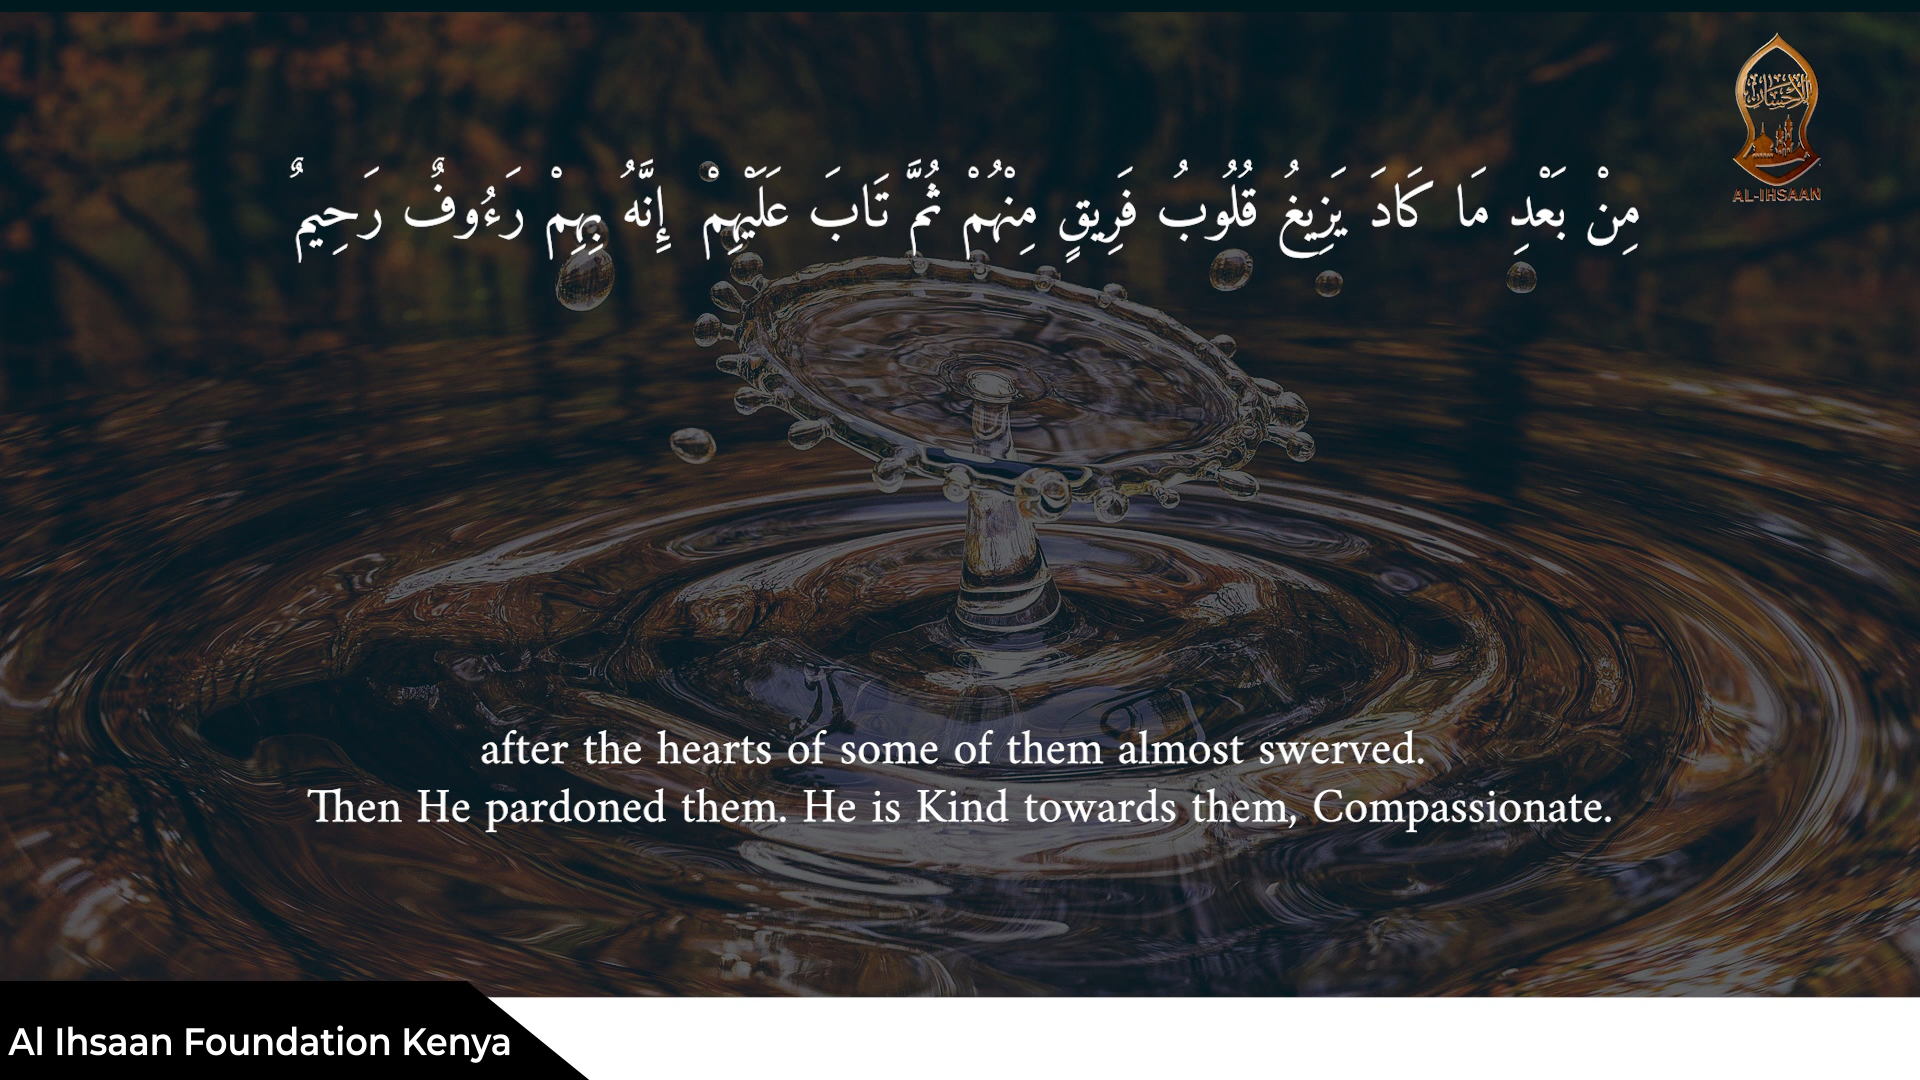 الإحسان
AL-IHSAAN
مِنْ بَعْدِ مَا كَادَ يَزِيغُ قُلُوبُ فَرِيقٍ مِنْهُمْ ثُمَّ تَابَ عَلَيْهِمْ إِنَّهُ بِهِمْ رَءُوفٌ رَحِيمٌ
after the hearts of some of them almost swerved.
Then He pardoned them. He is Kind towards them, Compassionate.
Al Ihsaan Foundation Kenya